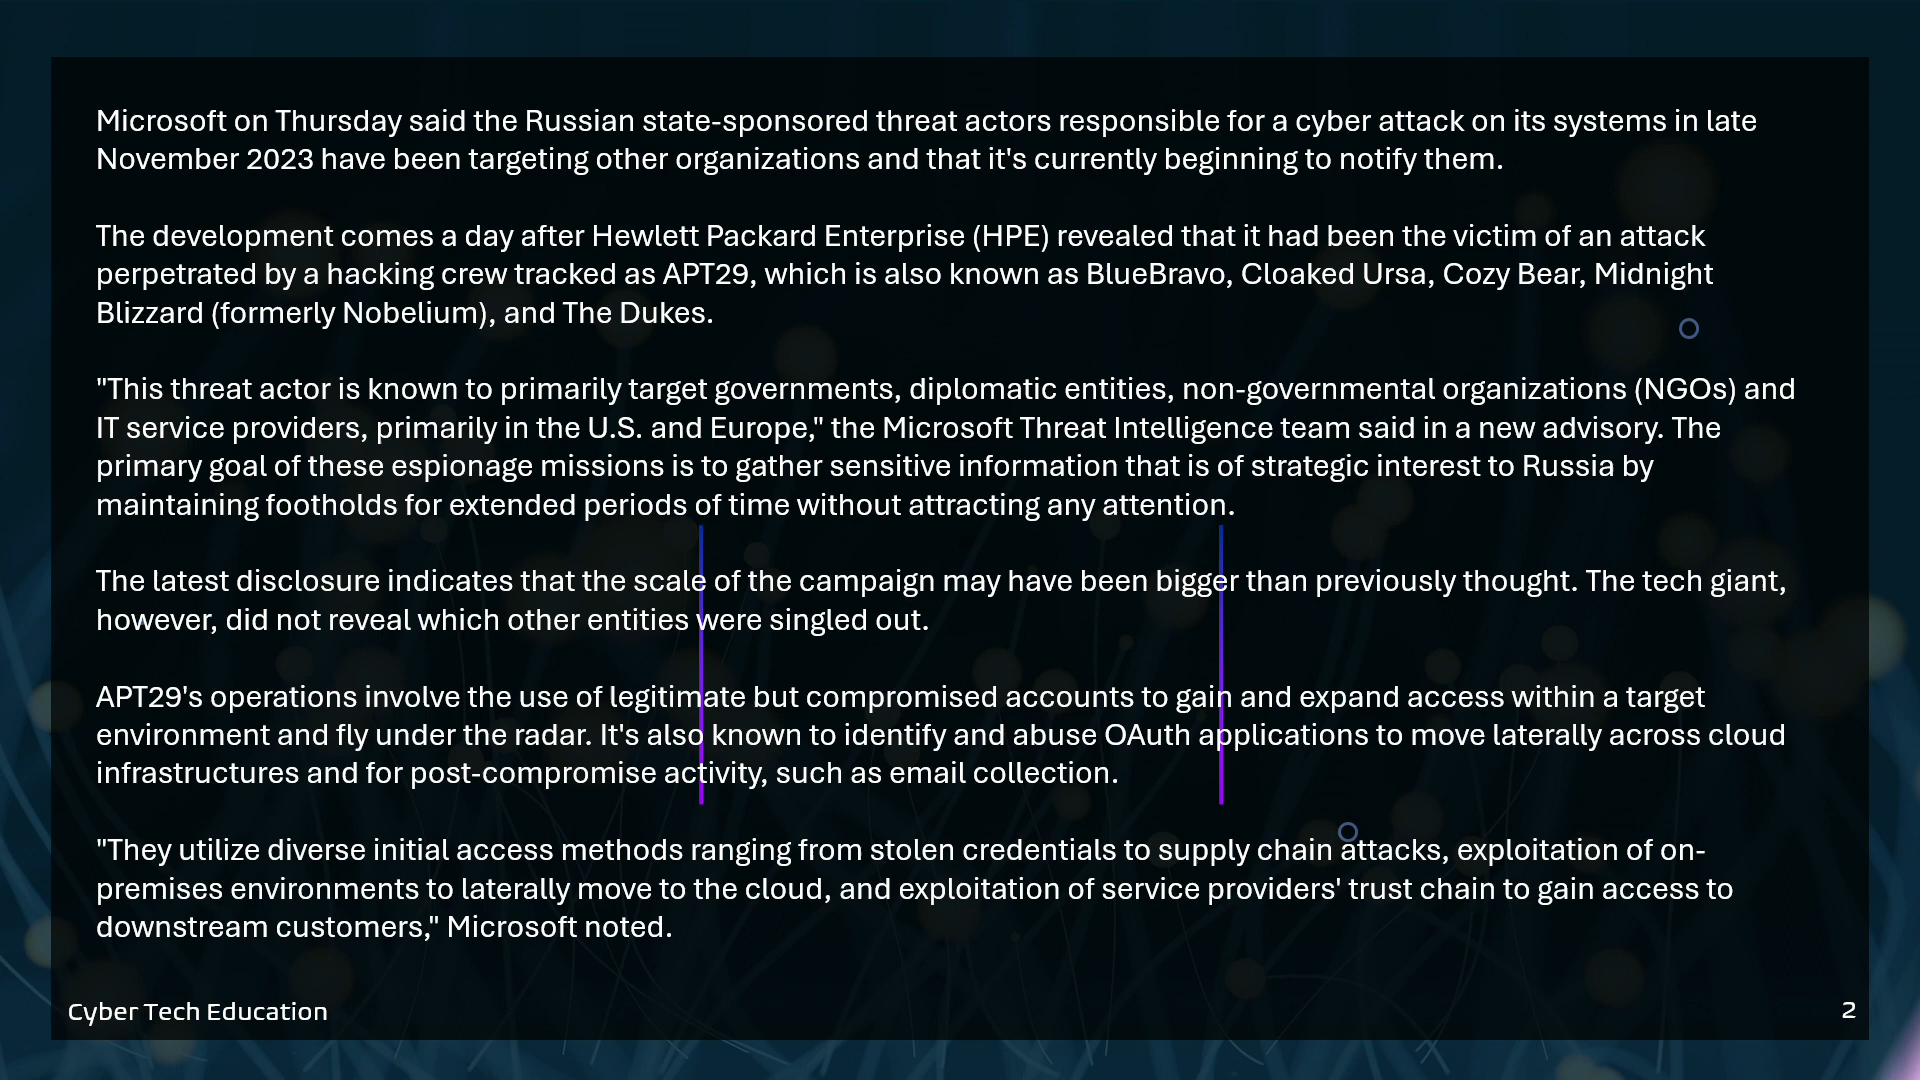 Microsoft on Thursday said the Russian state-sponsored threat actors responsible for a cyber attack on its systems in late
November 2023 have been targeting other organizations and that it's currently beginning to notify them.
The development comes a day after Hewlett Packard Enterprise (HPE) revealed that it had been the victim of an attack
perpetrated by a hacking crew tracked as APT29, which is also known as BlueBravo, Cloaked Ursa, Cozy Bear, Midnight
Blizzard (formerly Nobelium), and The Dukes.
"This threat actor is known to primarily target governments, diplomatic entities, non-governmental organizations (NGOs) and
IT service providers, primarily in the U.S. and Europe," the Microsoft Threat Intelligence team said in a new advisory. The
primary goal of these espionage missions is to gather sensitive information that is of strategic interest to Russia by
maintaining footholds for extended periods of time without attracting any attention.
The latest disclosure indicates that the scale of the campaign may have been bigger than previously thought. The tech giant,
however, did not reveal which other entities were singled out.
APT29's operations involve the use of legitimate but compromised accounts to gain and expand access within a target
environment and fly under the radar. It's also known to identify and abuse OAuth applications to move laterally across cloud
infrastructures and for post-compromise activity, such as email collection.
"They utilize diverse initial access methods ranging from stolen credentials to supply chain attacks, exploitation of on-
premises environments to laterally move to the cloud, and exploitation of service providers' trust chain to gain access to
downstream customers," Microsoft noted.
Cyber Tech Education
2